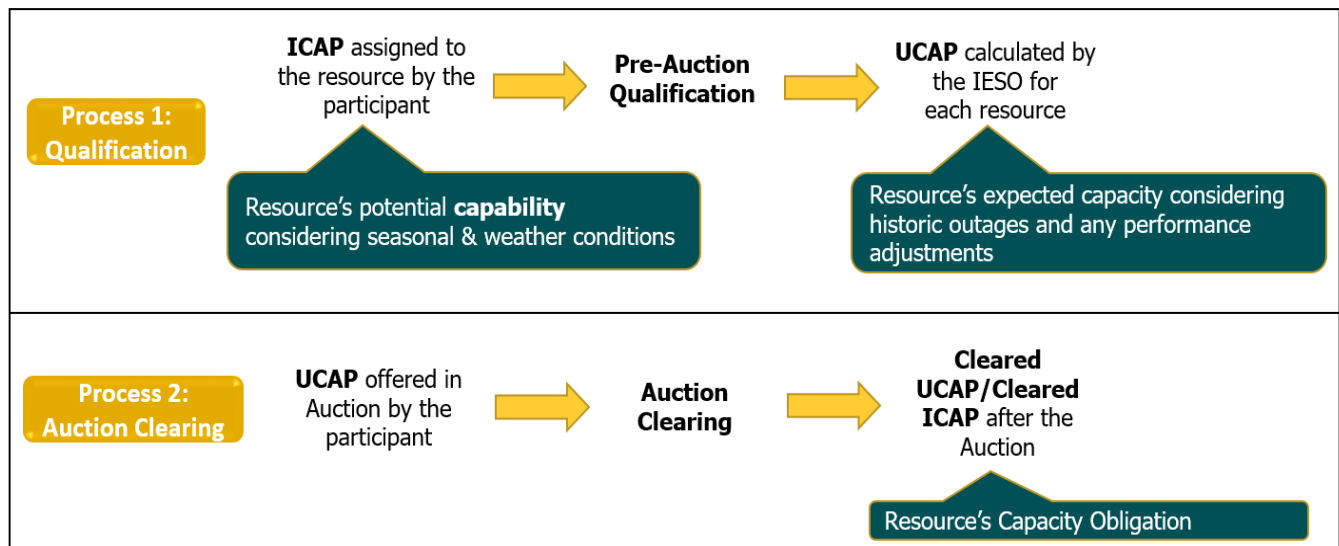 Process 1:
Qualification
ICAP assigned to
the resource by the
participant
Pre-Auction
Qualification
UCAP calculated by
the IESO for
each resource
Resource's potential capability
considering seasonal & weather conditions
Resource's expected capacity considering
historic outages and any performance
adjustments
Process 2:
Auction Clearing
UCAP offered in
Auction by the
participant
Auction
Clearing
Cleared
UCAP/Cleared
ICAP after the
Auction
Resource's Capacity Obligation